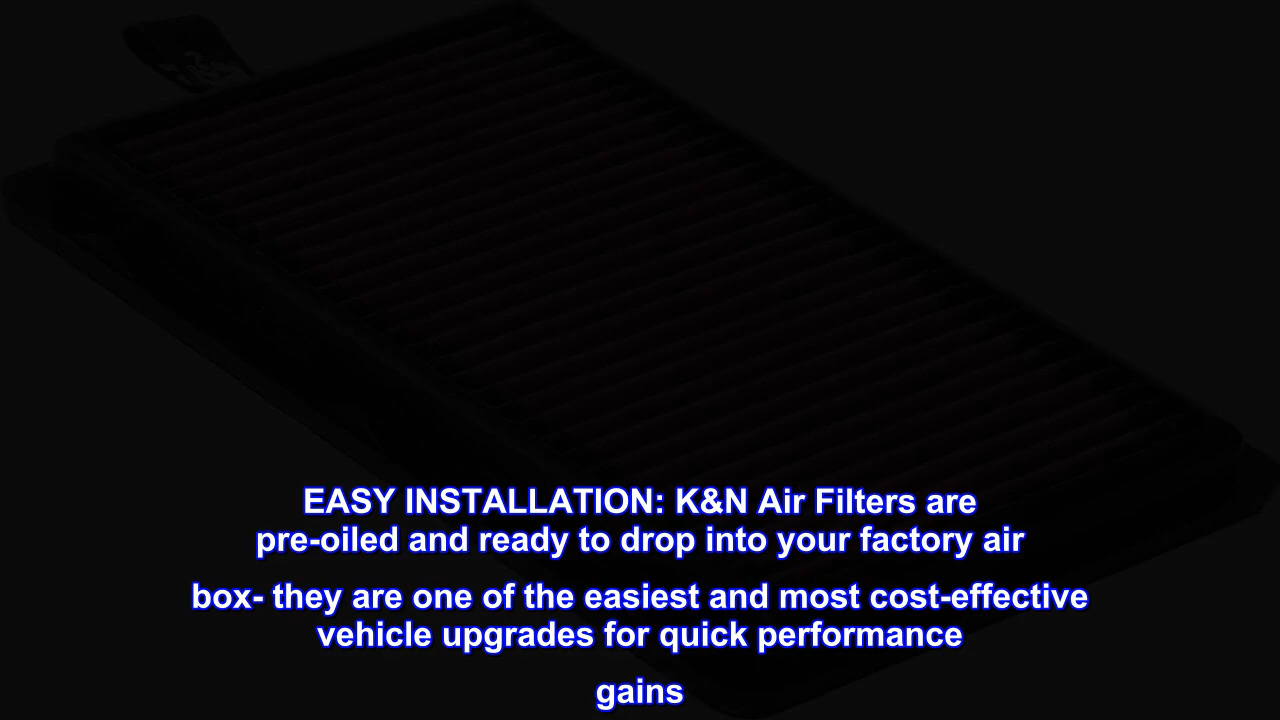 EASY INSTALLATION: K&N Air Filters are
pre-oiled and ready to drop into your factory air
box- they are one of the easiest and most cost-effective
vehicle upgrades for quick performance
gains